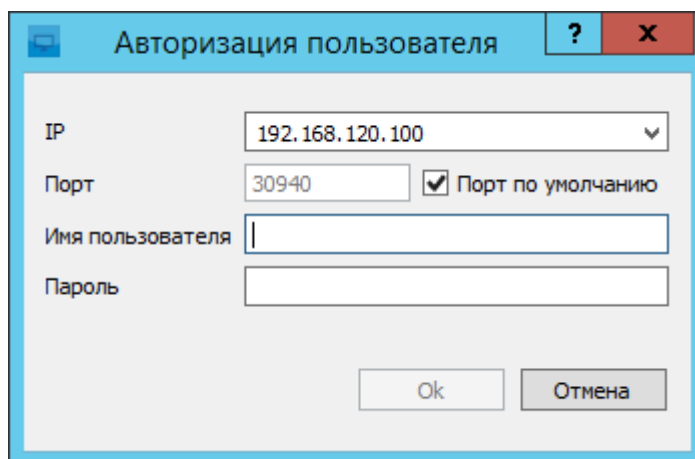 Авторизация пользователя ? x
IP 192.168.120.100
Порт 30940 Порт по умолчанию
Имя пользователя
Пароль
Ok Отмена